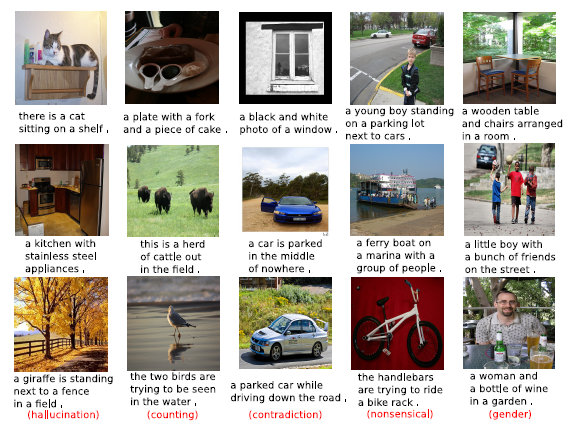 there is a cat
sitting on a shelf .
a plate with a fork
and a piece of cake .
a black and white
photo of a window .
a young boy standing
on a parking lot
next to cars .
a wooden table
and chairs arranged
in a room .
a kitchen with
stainless steel
appliances .
this is a herd
of cattle out
in the field .
a car is parked
in the middle
of nowhere .
a ferry boat on
a marina with a
group of people .
a little boy with
a bunch of friends
on the street .
a giraffe is standing
next to a fence
in a field .
(hallucination)
the two birds are
trying to be seen
in the water .
(counting)
a parked car while
driving down the road .
(contradiction)
the handlebars
are trying to ride
a bike rack .
(nonsensical)
a woman and
a bottle of wine
in a garden .
(gender)